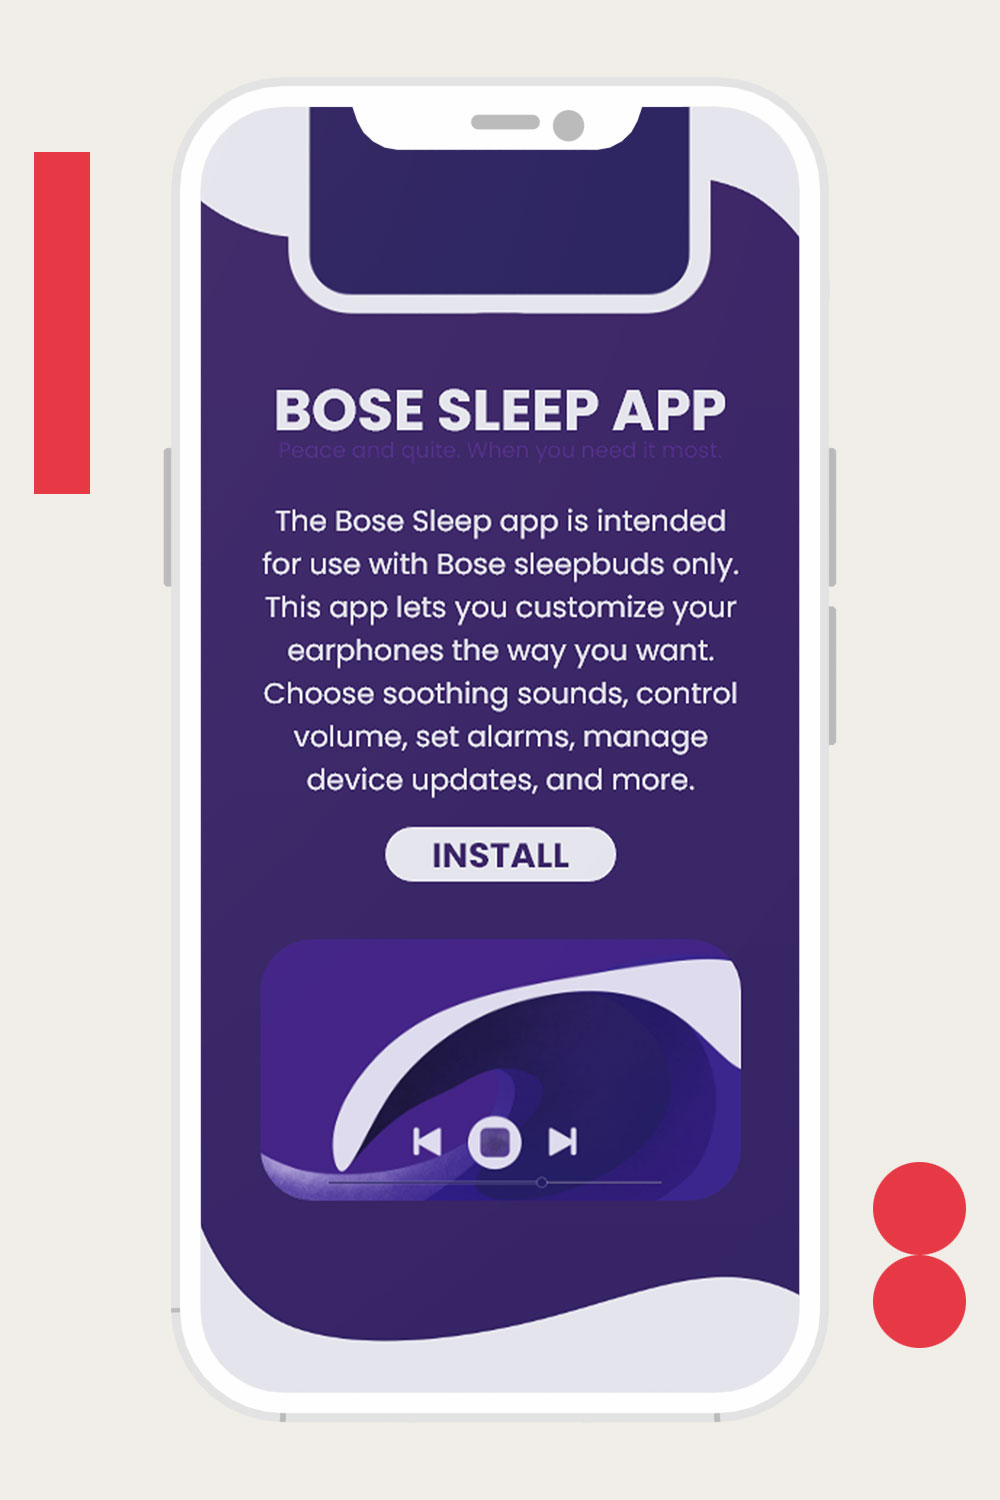 BOSE SLEEP APP
Peace and quite. When you need it most.
The Bose Sleep app is intended
for use with Bose sleepbuds only.
This app lets you customize your
earphones the way you want.
Choose soothing sounds, control
volume, set alarms, manage
device updates, and more.
INSTALL